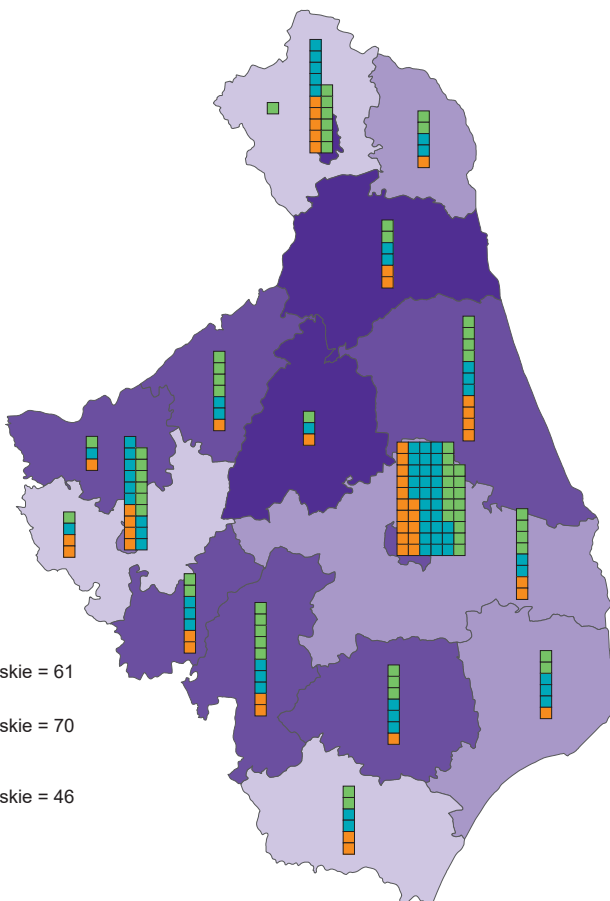 skie = 61
skie = 70
skie = 46